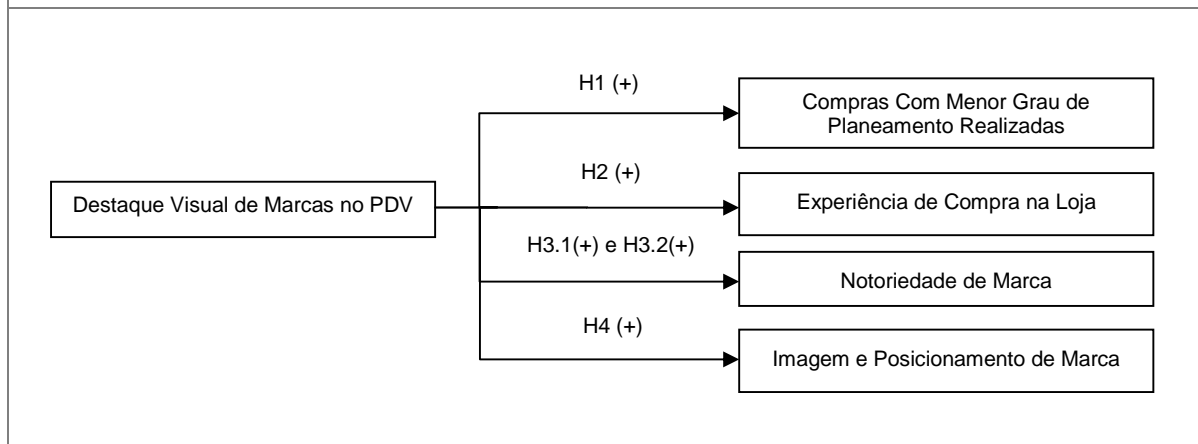 H1 (+)
Compras Com Menor Grau de
Planeamento Realizadas
Destaque Visual de Marcas no PDV
H2 (+)
Experiência de Compra na Loja
H3.1(+) e H3.2(+)
Notoriedade de Marca
H4 (+)
Imagem e Posicionamento de Marca